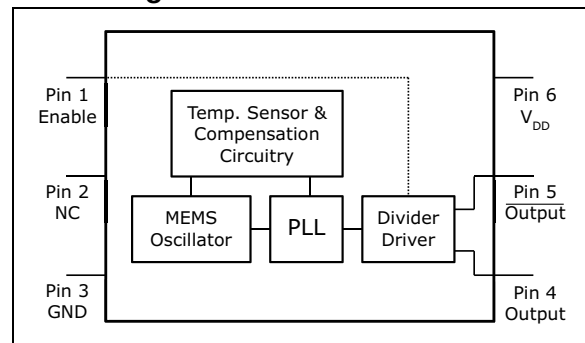 Pin 1
Enable
Pin 2
NC
Pin 3
GND
Temp. Sensor &
Compensation
Circuitry
MEMS
Oscillator
PLL
Divider
Driver
Pin 6
VDD
Pin 5
Output
Pin 4
Output